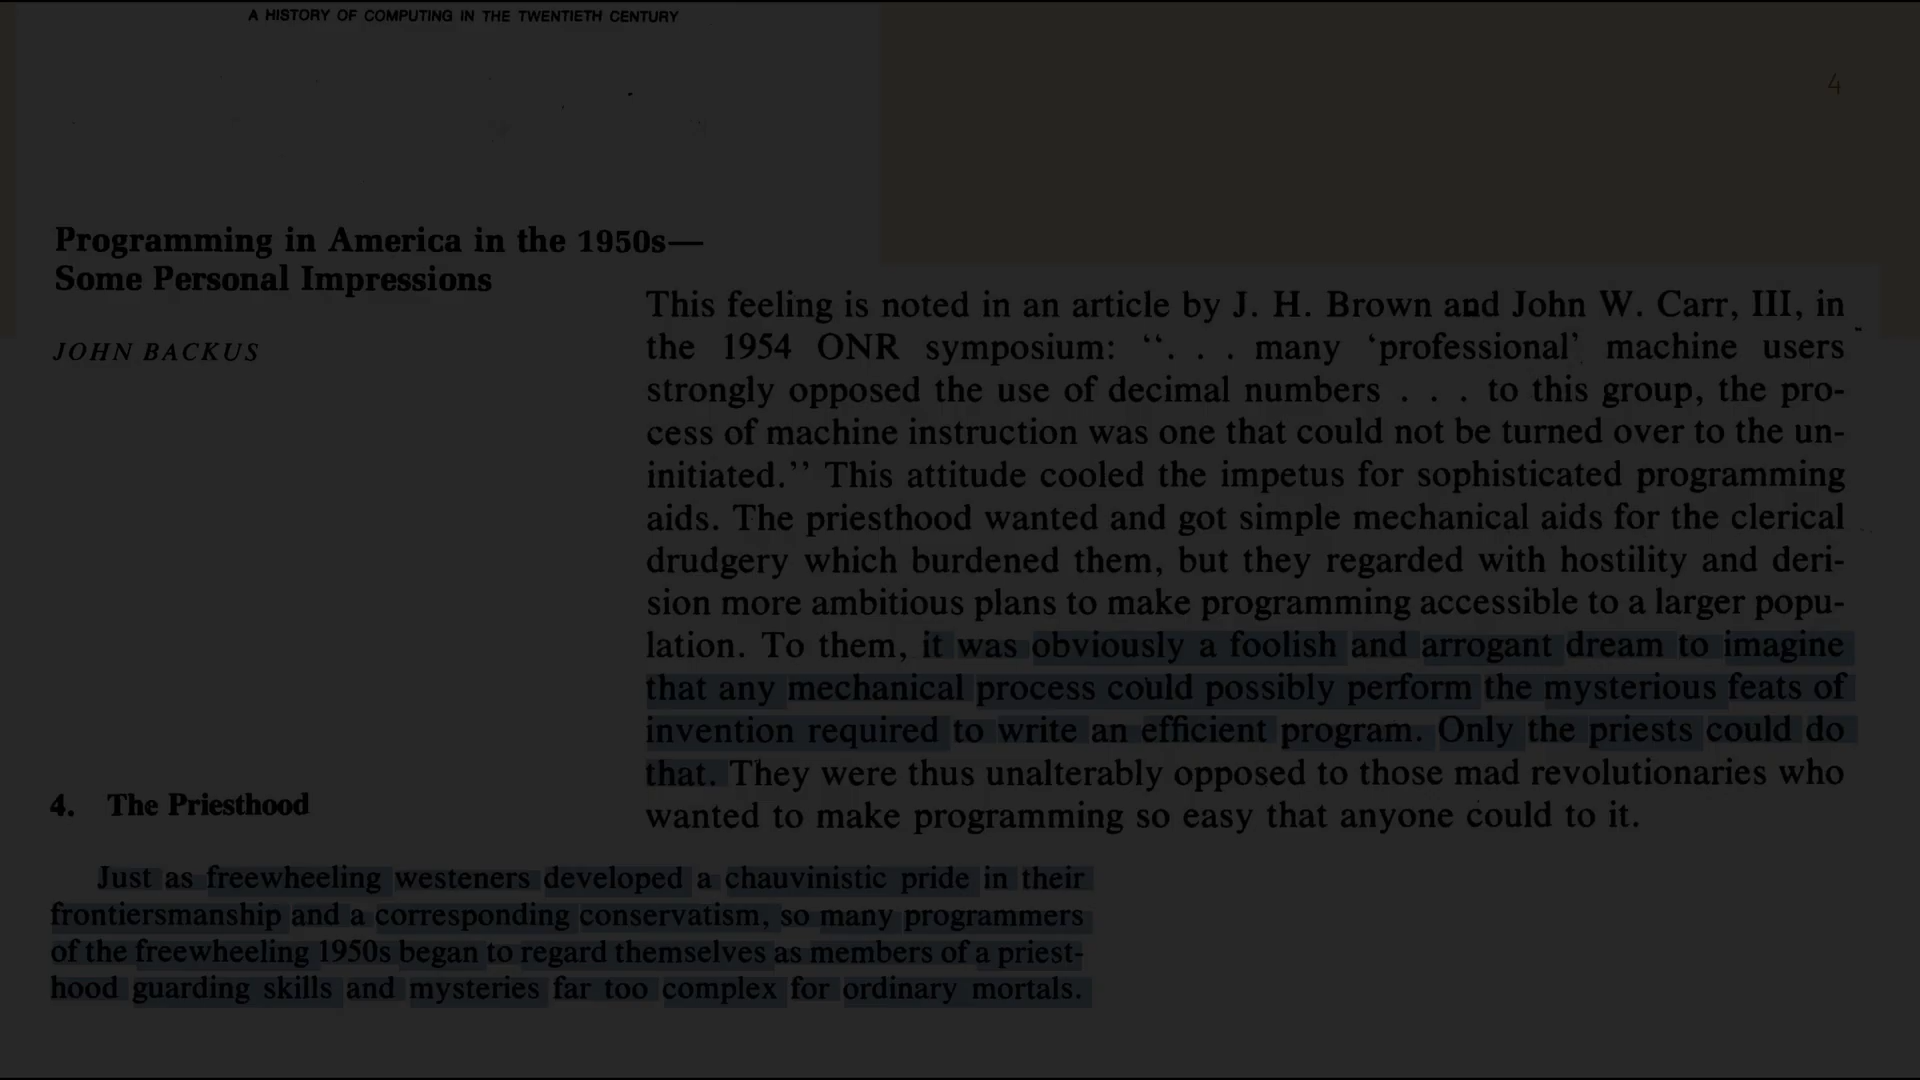 A HISTORY OF COMPUTING IN THE TWENTIETH CENTURY
4
Programming in America in the 1950s—
Some Personal Impressions
JOHN BACKUS
This feeling is noted in an article by J. H. Brown and John W. Carr, III, in
the 1954 ONR symposium: ‘‘. . . many ‘professional’ machine users
strongly opposed the use of decimal numbers . . . to this group, the pro-
cess of machine instruction was one that could not be turned over to the un-
initiated.’’ This attitude cooled the impetus for sophisticated programming
aids. The priesthood wanted and got simple mechanical aids for the clerical
drudgery which burdened them, but they regarded with hostility and deri-
sion more ambitious plans to make programming accessible to a larger popu-
lation. To them, it was obviously a foolish and arrogant dream to imagine
that any mechanical process could possibly perform the mysterious feats of
invention required to write an efficient program. Only the priests could do
that. They were thus unalterably opposed to those mad revolutionaries who
wanted to make programming so easy that anyone could to it.
4. The Priesthood
Just as freewheeling westeners developed a chauvinistic pride in their
frontiersmanship and a corresponding conservatism, so many programmers
of the freewheeling 1950s began to regard themselves as members of a priest-
hood guarding skills and mysteries far too complex for ordinary mortals.